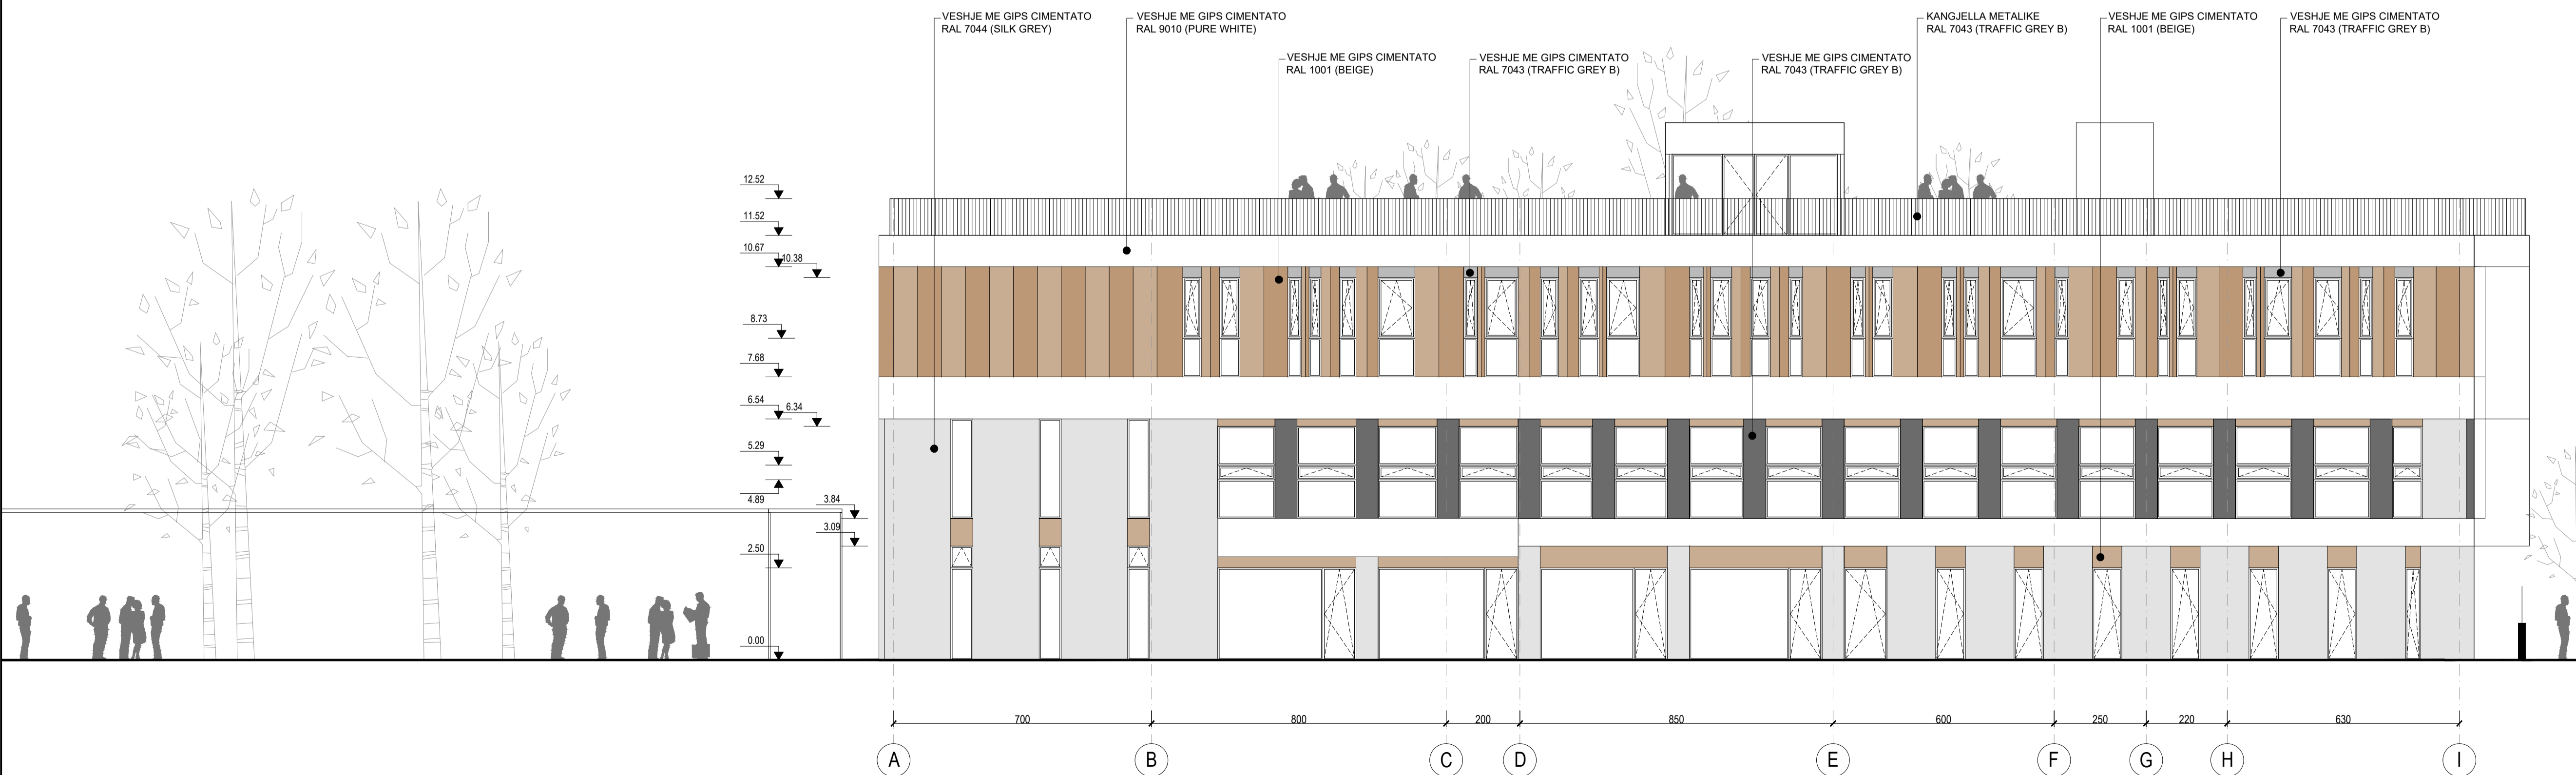 VESHJE ME GIPS CIMENTATO
RAL 7044 (SILK GREY)
VESHJE ME GIPS CIMENTATO
RAL 9010 (PURE WHITE)
VESHJE ME GIPS CIMENTATO
RAL 1001 (BEIGE)
VESHJE ME GIPS CIMENTATO
RAL 7043 (TRAFFIC GREY B)
VESHJE ME GIPS CIMENTATO
RAL 7043 (TRAFFIC GREY B)
KANGJELLA METALIKE
RAL 7043 (TRAFFIC GREY B)
VESHJE ME GIPS CIMENTATO
RAL 1001 (BEIGE)
VESHJE ME GIPS CIMENTATO
RAL 7043 (TRAFFIC GREY B)
12.52
11.52
10.67
10.38
8.73
7.68
6.54
6.34
5.29
4.89
3.84
3.09
2.50
0.00
700
800
200
850
600
250
220
630
A
B
C
D
E
F
G
H
I